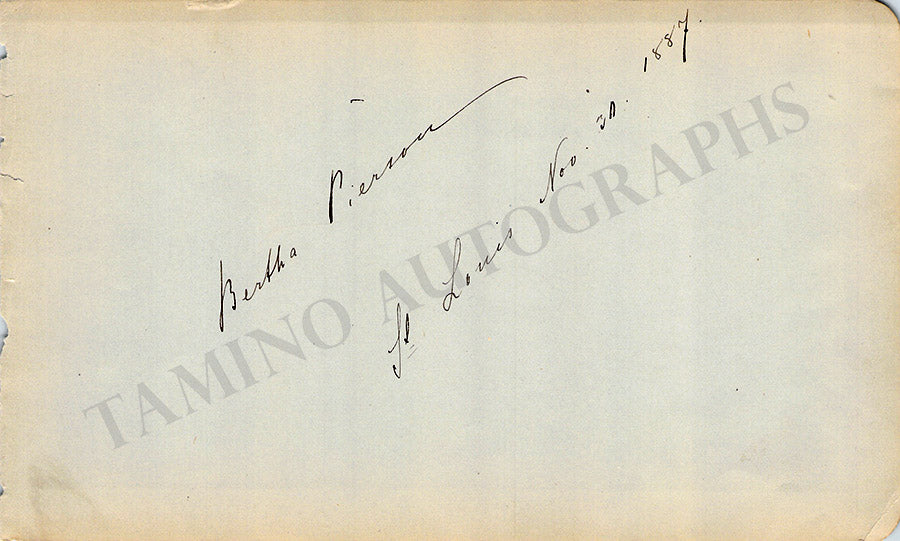 Bertha Pierson
St Louis Nov. 30. 1887.
TAMINO AUTOGRAPHS